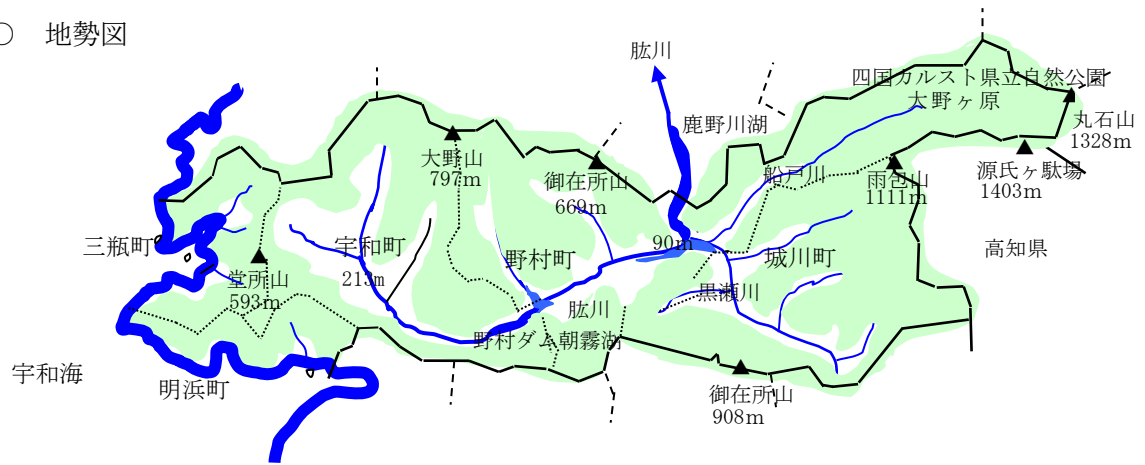 ○ 地勢図
肱川
四国カルスト県立自然公園
大野ヶ原
鹿野川湖
丸石山
1328m
大野山
797m
御在所山
669m
船戸川
雨包山
1111m
源氏ヶ駄場
1403m
三瓶町
宇和町
213m
野村町
90m
城川町
高知県
堂所山
593m
肱川
黒瀬川
野村ダム朝霧湖
宇和海
明浜町
御在所山
908m